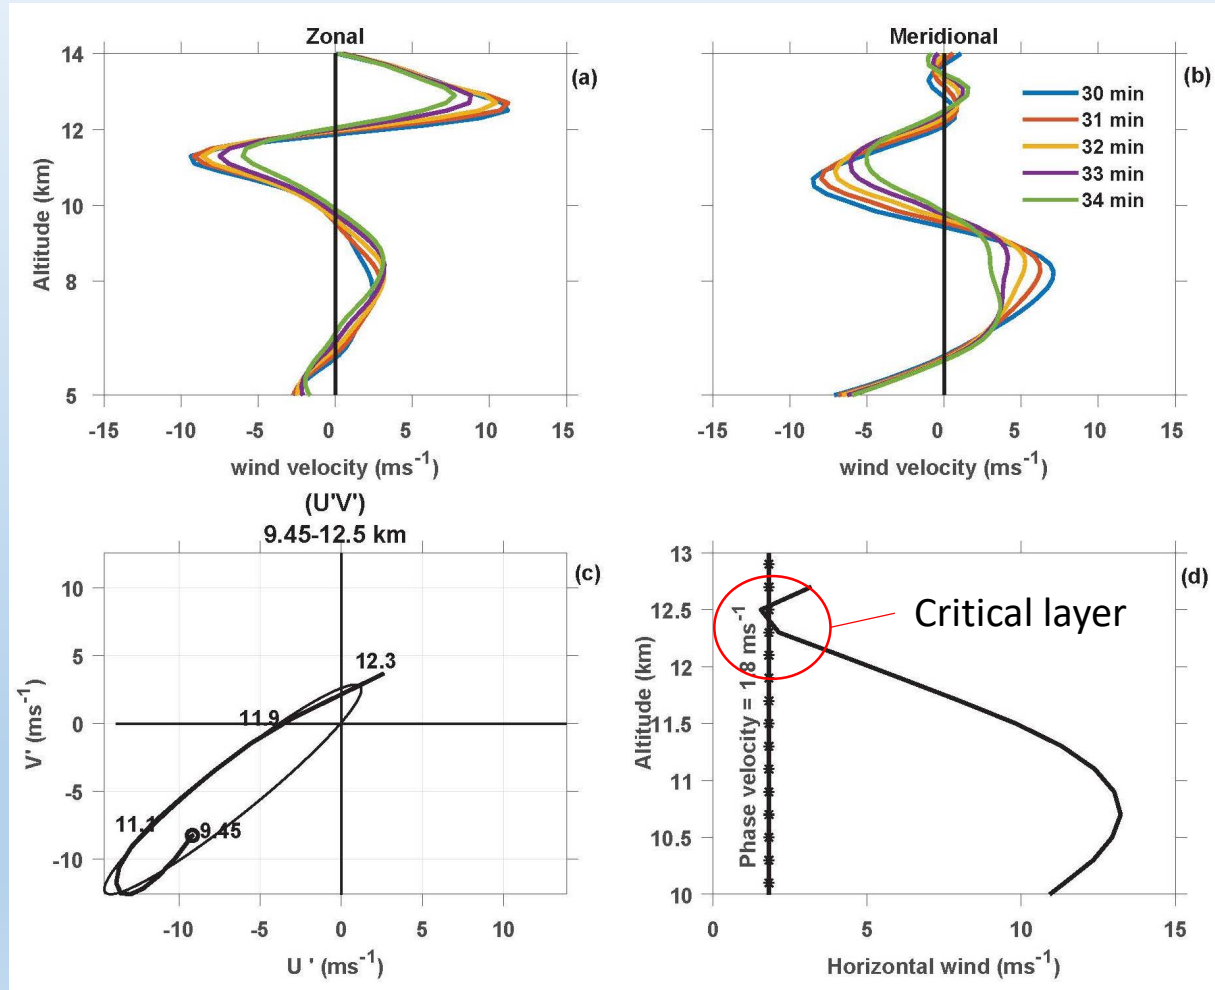 Zonal
(a)
14
12
10
8
5
Altitude (km)
-15 -10 -5 0 5 10 15
wind velocity (ms-1)
Meridional
(b)
30 min
31 min
32 min
33 min
34 min
-15 -10 -5 0 5 10 15
wind velocity (ms-1)
(U'V')
9.45-12.5 km
(c)
10
5
0
-5
-10
V' (ms-1)
12.3
11.9
11.1
9.45
-10 -5 0 5 10
U ' (ms-1)
(d)
13
12.5
12
11.5
11
10.5
10
Altitude (km)
Phase velocity = 1.8 ms-1
Critical layer
0 5 10 15
Horizontal wind (ms-1)